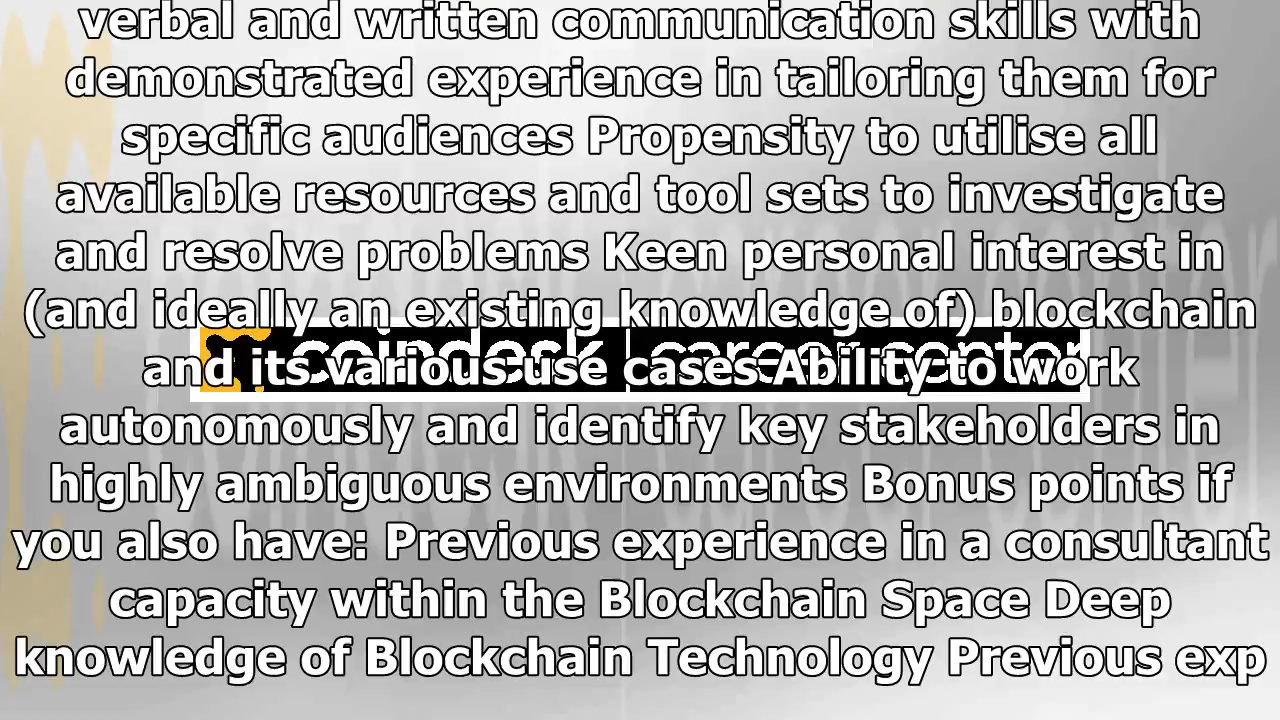 verbal and written communication skills with
demonstrated experience in tailoring them for
specific audiences Propensity to utilise all
available resources and tool sets to investigate
and resolve problems Keen personal interest in
(and ideally an existing knowledge of) blockchain
coindesk | career center
and its various use cases Ability to work
autonomously and identify key stakeholders in
highly ambiguous environments Bonus points if
you also have: Previous experience in a consultant
capacity within the Blockchain Space Deep
knowledge of Blockchain Technology Previous exp